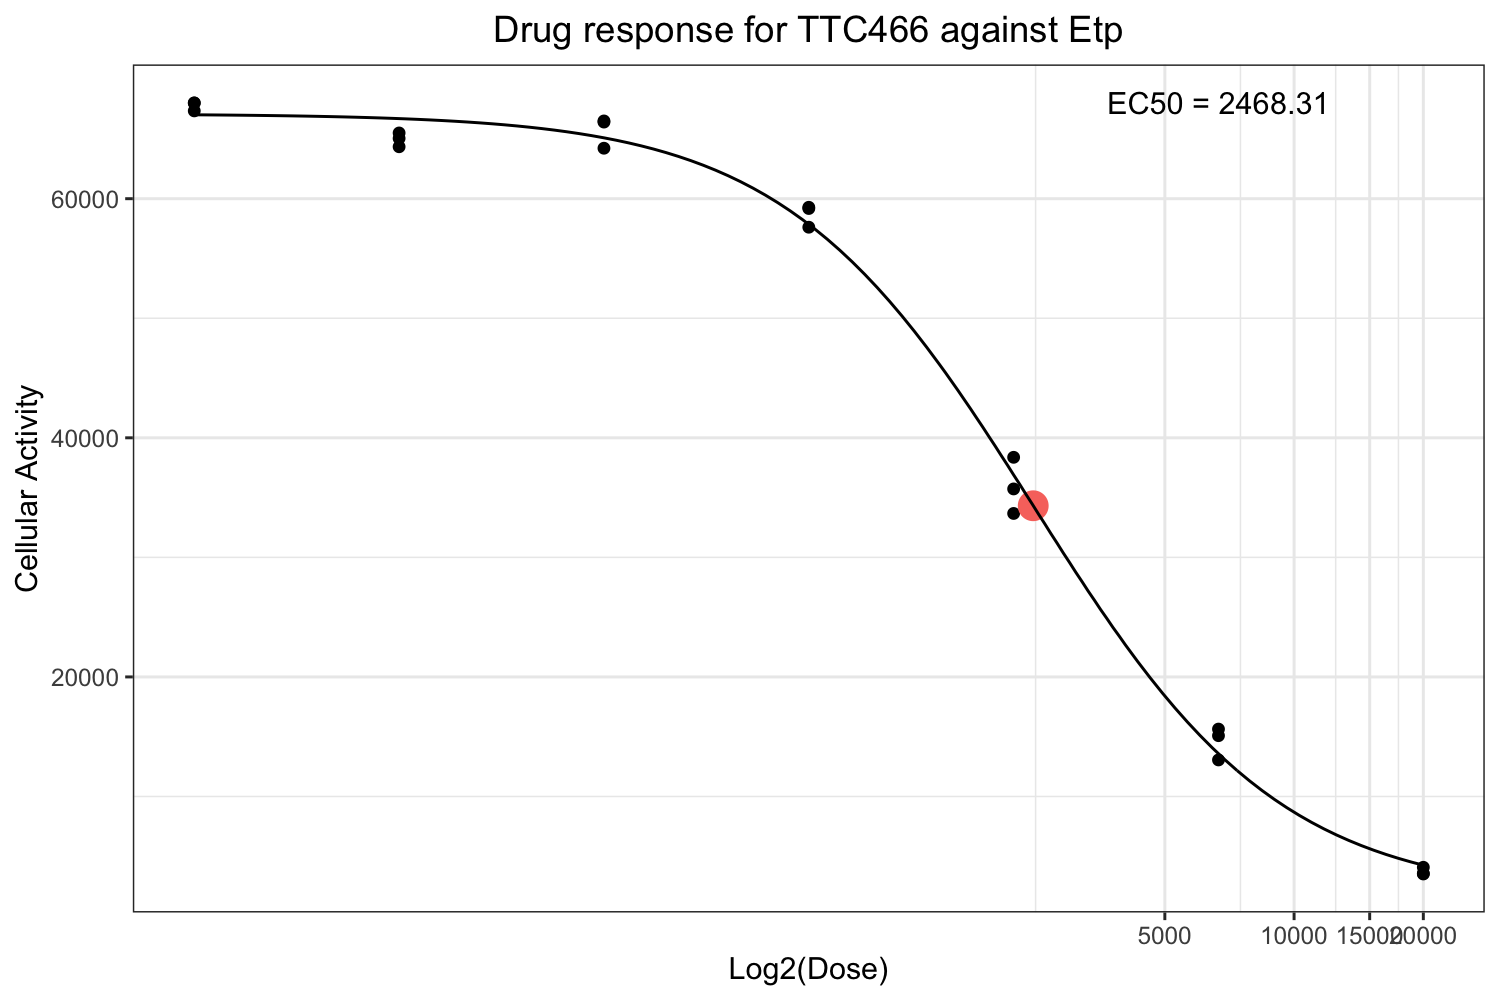 Drug response for TTC466 against Etp
EC50 = 2468.31
60000
40000
20000
Cellular Activity
5000 10000 15000 20000
Log2(Dose)